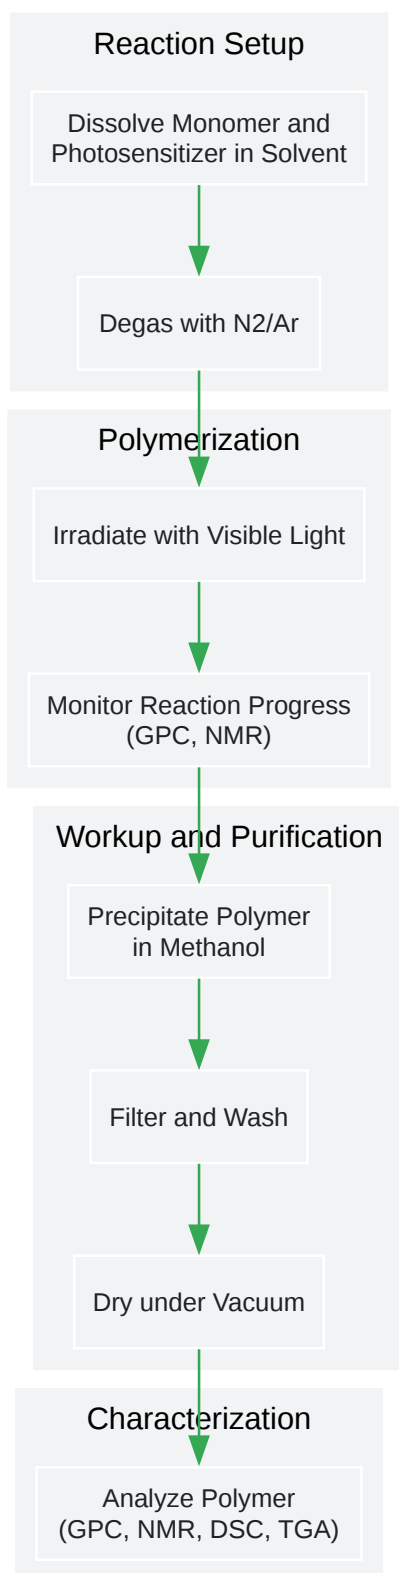 Reaction Setup
Dissolve Monomer and
Photosensitizer in Solvent
Degas with N2/Ar
Polymerization
Irradiate with Visible Light
Monitor Reaction Progress
(GPC, NMR)
Workup and Purification
Precipitate Polymer
in Methanol
Filter and Wash
Dry under Vacuum
Characterization
Analyze Polymer
(GPC, NMR, DSC, TGA)